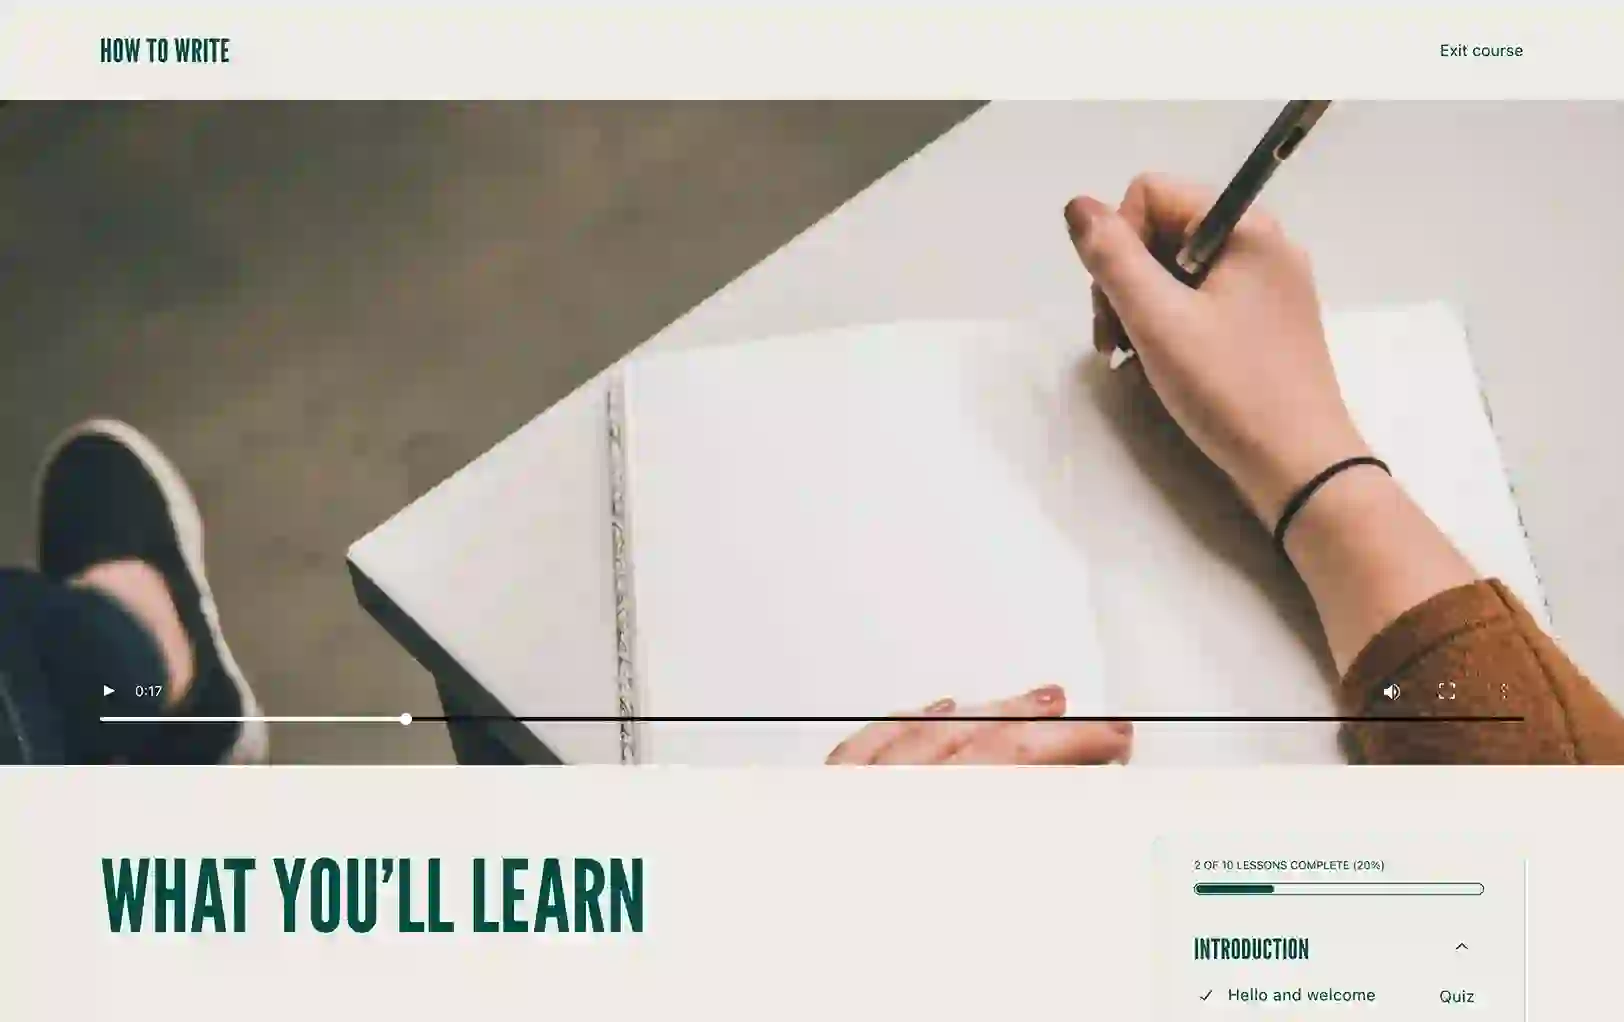 HOW TO WRITE
Exit course
0:17
WHAT YOU’LL LEARN
2 OF 10 LESSONS COMPLETE (20%)
INTRODUCTION
Hello and welcome
Quiz